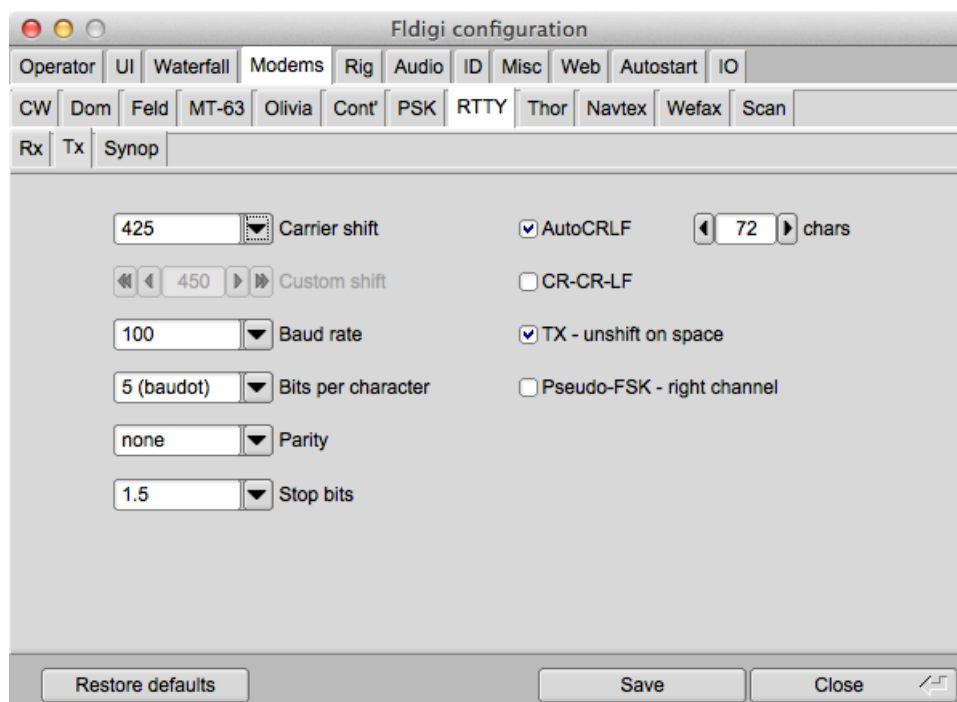 Fldigi configuration
Operator UI Waterfall Modems Rig Audio ID Misc Web Autostart IO
CW Dom Feld MT-63 Olivia Cont' PSK RTTY Thor Navtex Wefax Scan
Rx Tx Synop
425 Carrier shift AutoCRLF 72 chars
450 Custom shift CR-CR-LF
100 Baud rate TX - unshift on space
5 (baudot) Bits per character Pseudo-FSK - right channel
none Parity
1.5 Stop bits
Restore defaults Save Close